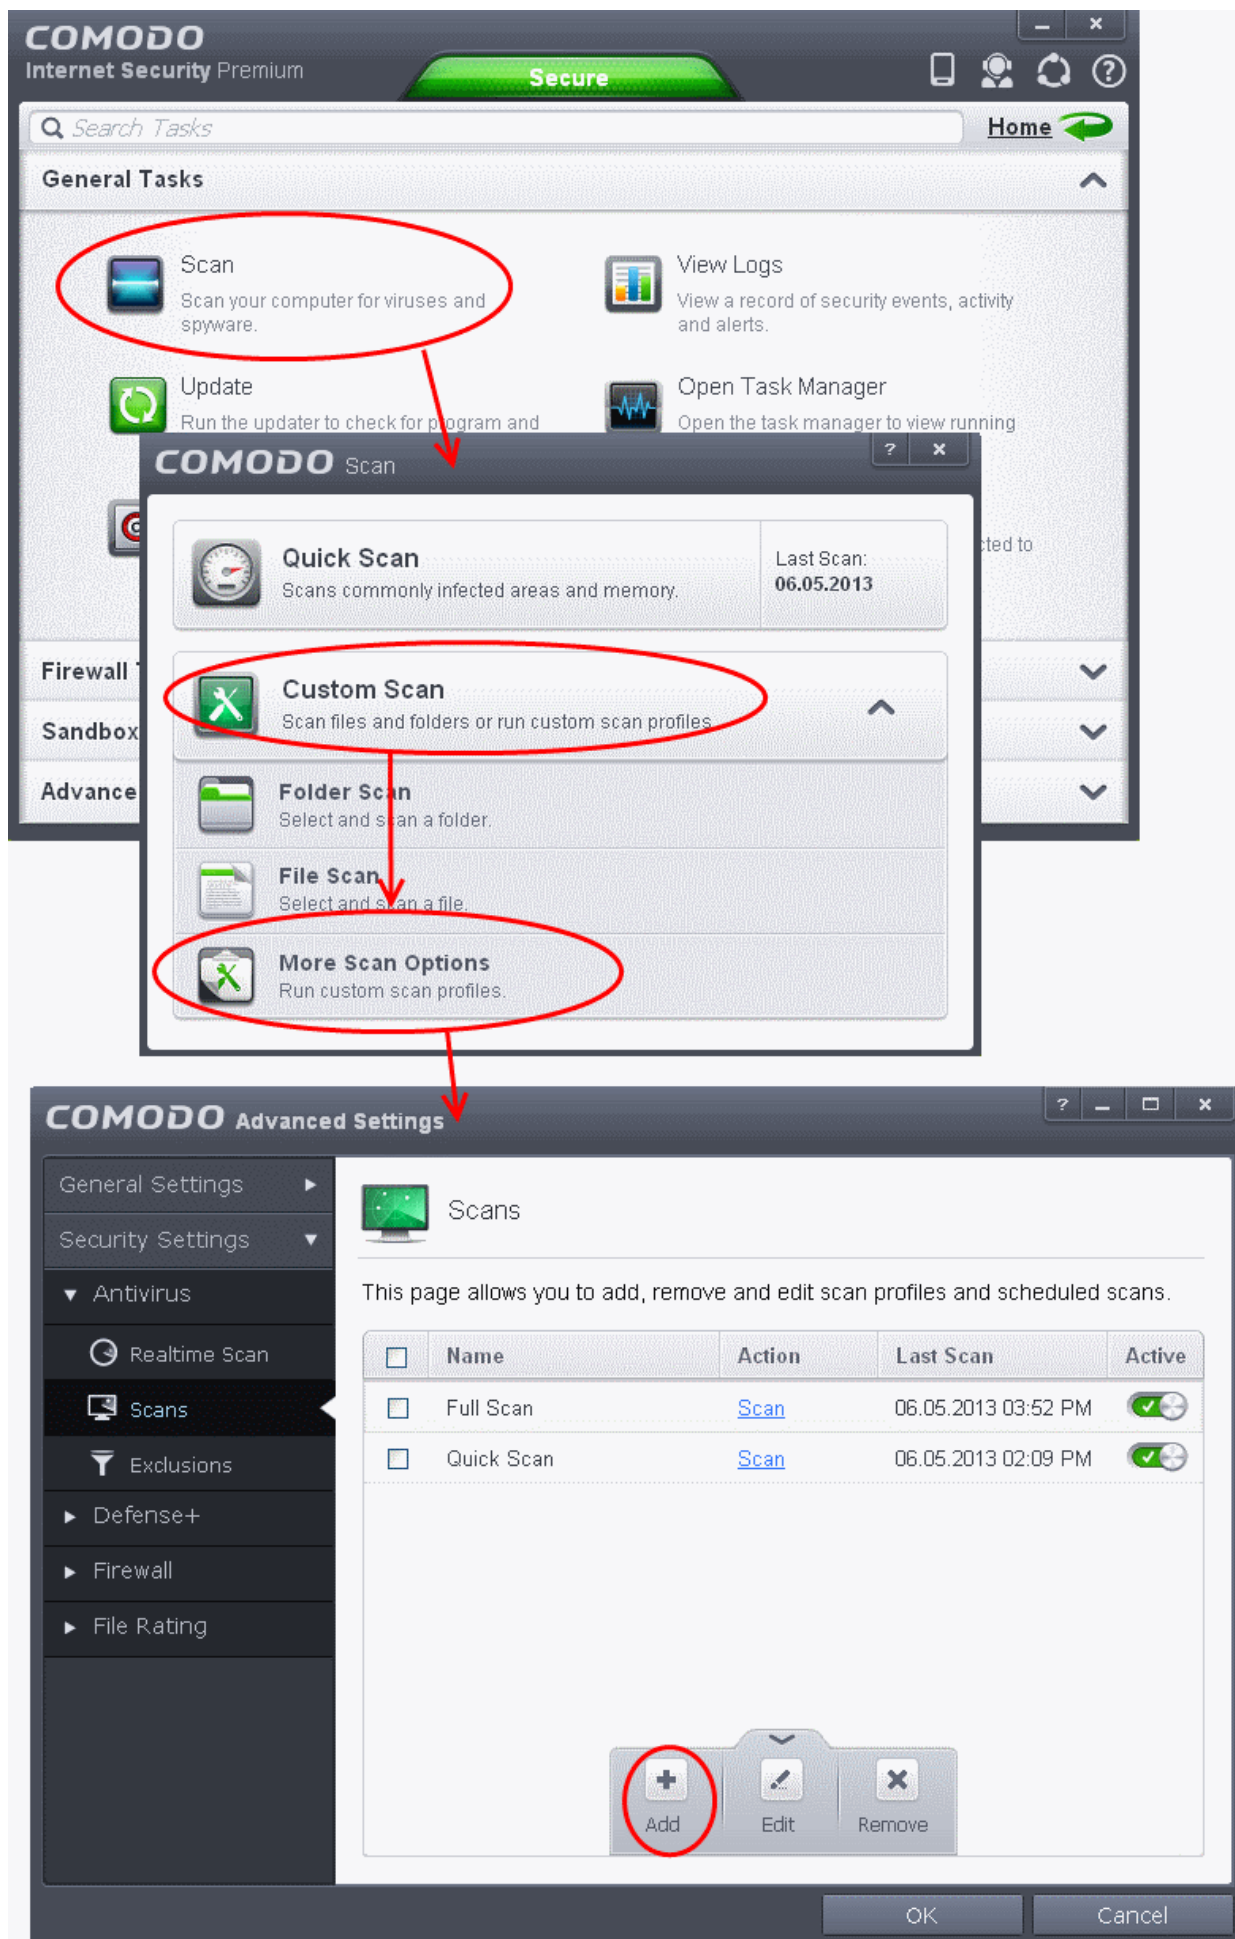 COMODO
Internet Security Premium
Secure
Search Tasks
Home
General Tasks
Scan
Scan your computer for viruses and
spyware.
View Logs
View a record of security events, activity
and alerts.
Update
Run the updater to check for program and
Open Task Manager
Open the task manager to view running
COMODO Scan
Quick Scan
Scans commonly infected areas and memory.
Last Scan:
06.05.2013
cted to
Firewall
Custom Scan
Scan files and folders or run custom scan profiles.
Sandbox
Advance
Folder Scan
Select and scan a folder.
File Scan
Select and scan a file.
More Scan Options
Run custom scan profiles.
COMODO Advanced Settings
General Settings
Security Settings
Antivirus
Realtime Scan
Scans
Exclusions
Defense+
Firewall
File Rating
Scans
This page allows you to add, remove and edit scan profiles and scheduled scans.
Name Action Last Scan Active
Full Scan Scan 06.05.2013 03:52 PM
Quick Scan Scan 06.05.2013 02:09 PM
Add Edit Remove
OK Cancel